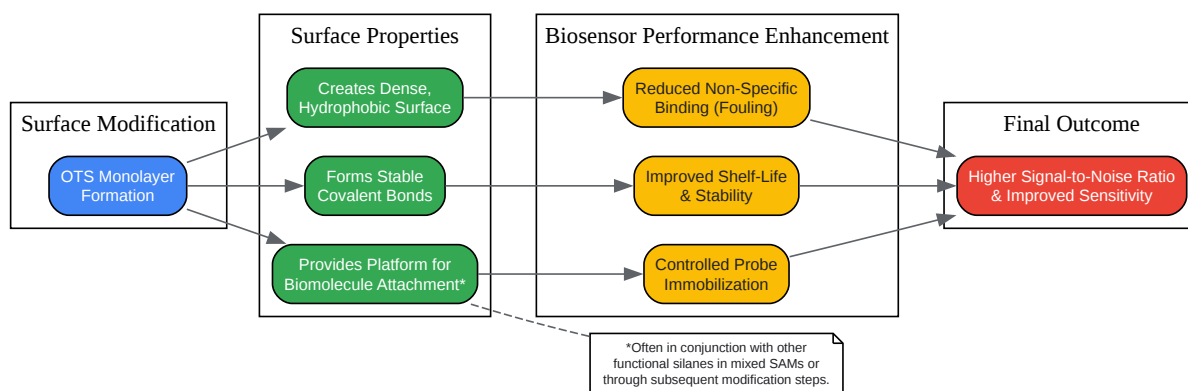 Surface Modification
OTS Monolayer
Formation
Surface Properties
Creates Dense,
Hydrophobic Surface
Forms Stable
Covalent Bonds
Provides Platform for
Biomolecule Attachment*
Biosensor Performance Enhancement
Reduced Non-Specific
Binding (Fouling)
Improved Shelf-Life
& Stability
Controlled Probe
Immobilization
Final Outcome
Higher Signal-to-Noise Ratio
& Improved Sensitivity
*Often in conjunction with other
functional silanes in mixed SAMs or
through subsequent modification steps.